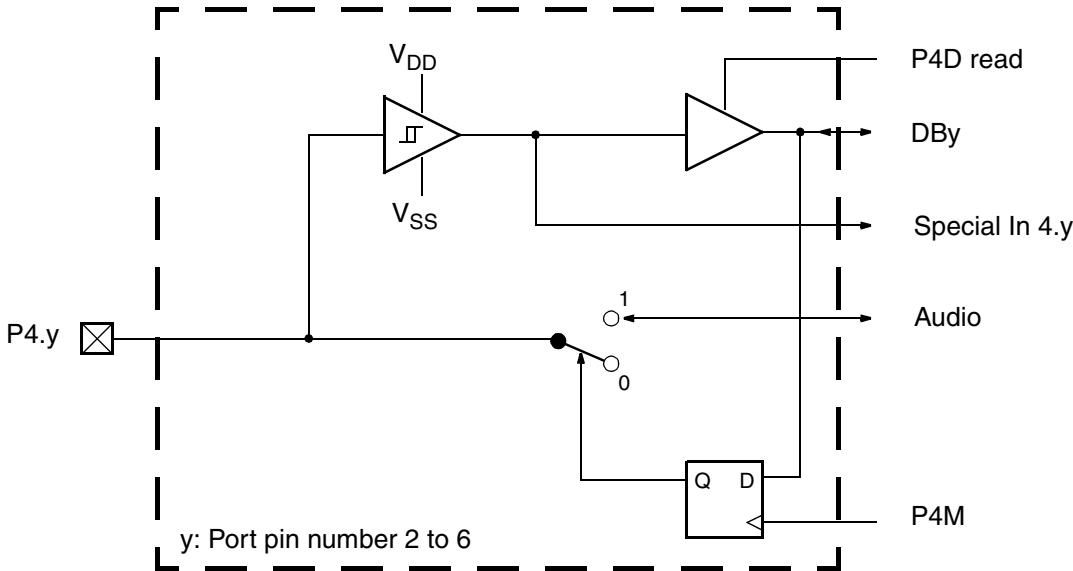 V_DD
P4D read
DBy
V_SS
Special In 4.y
1
Audio
P4.y
0
Q D
P4M
y: Port pin number 2 to 6